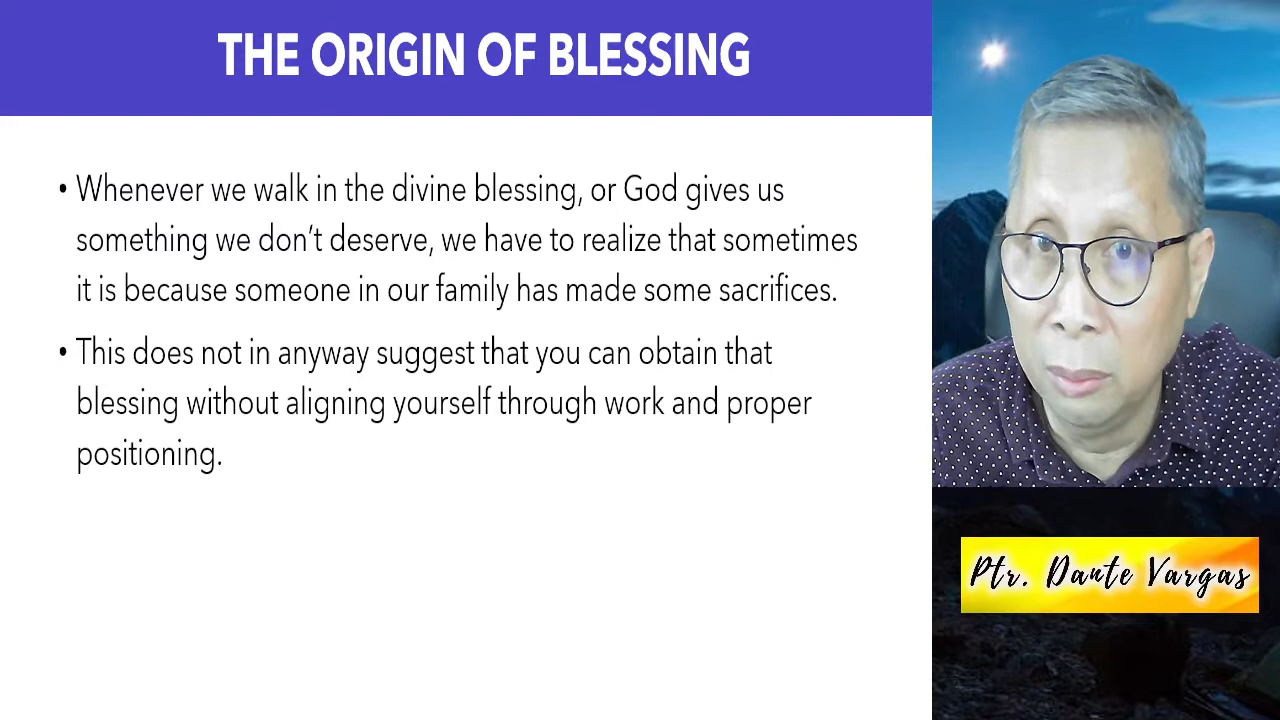 THE ORIGIN OF BLESSING
• Whenever we walk in the divine blessing, or God gives us
something we don’t deserve, we have to realize that sometimes
it is because someone in our family has made some sacrifices.
• This does not in anyway suggest that you can obtain that
blessing without aligning yourself through work and proper
positioning.
Ptr. Dante Vargas